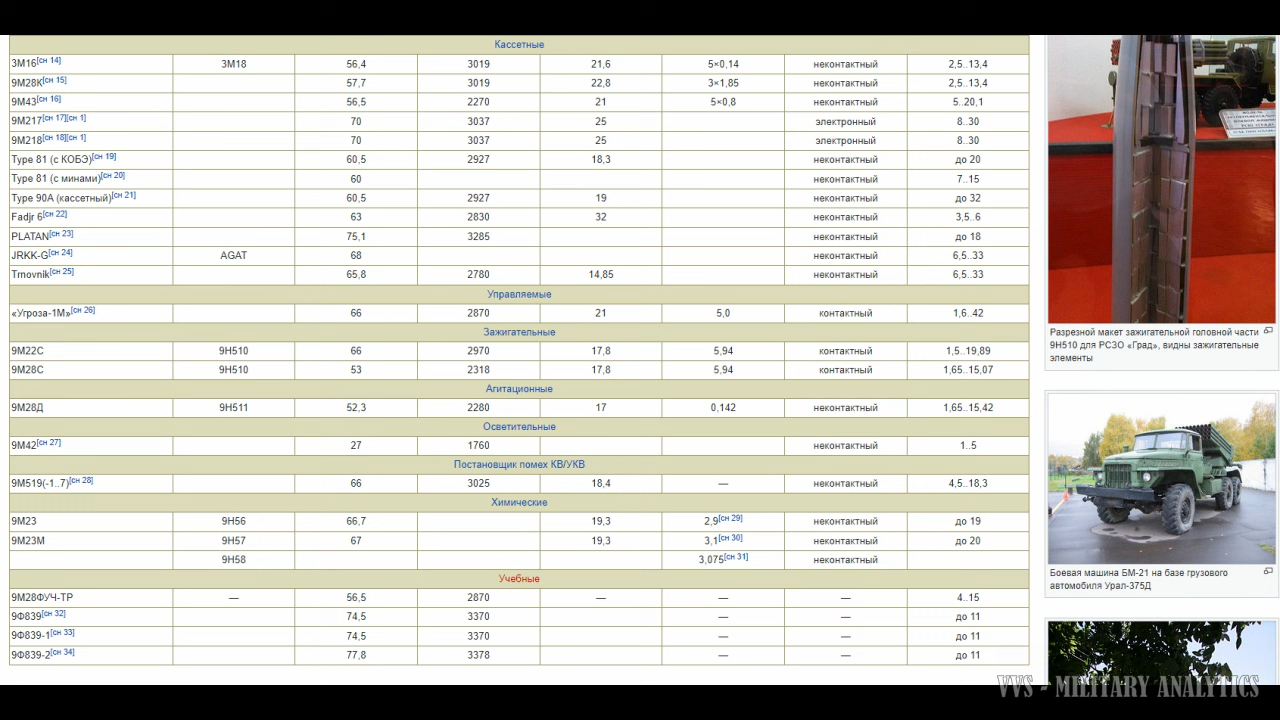 Кассетные
3М16[сн 14] 3М18 56,4 3019 21,6 5×0,14 неконтактный 2,5..13,4
9М28К[сн 15] 57,7 3019 22,8 3×1,85 неконтактный 2,5..13,4
9М43[сн 16] 56,5 2270 21 5×0,8 неконтактный 5..20,1
9М217[сн 17][сн 1] 70 3037 25 электронный 8..30
9М218[сн 18][сн 1] 70 3037 25 электронный 8..30
Type 81 (с КОБЭ)[сн 19] 60,5 2927 18,3 неконтактный до 20
Type 81 (с минами)[сн 20] 60 неконтактный 7..15
Type 90A (кассетный)[сн 21] 60,5 2927 19 неконтактный до 32
Fadjr 6[сн 22] 63 2830 32 неконтактный 3,5..6
PLATAN[сн 23] 75,1 3285 неконтактный до 18
JRKK-G[сн 24] AGAT 68 неконтактный 6,5..33
Trnovnik[сн 25] 65,8 2780 14,85 неконтактный 6,5..33
Управляемые
«Угроза-1М»[сн 26] 66 2870 21 5,0 контактный 1,6..42
Зажигательные
9М22С 9Н510 66 2970 17,8 5,94 контактный 1,5..19,89
9М28С 9Н510 53 2318 17,8 5,94 контактный 1,65..15,07
Агитационные
9М28Д 9Н511 52,3 2280 17 0,142 неконтактный 1,65..15,42
Осветительные
9М42[сн 27] 27 1760 неконтактный 1..5
Постановщик помех КВ/УКВ
9М519(-1..7)[сн 28] 66 3025 18,4 — неконтактный 4,5..18,3
Химические
9М23 9Н56 66,7 19,3 2,9[сн 29] неконтактный до 19
9М23М 9Н57 67 19,3 3,1[сн 30] неконтактный до 20
9Н58 3,075[сн 31] неконтактный
Учебные
9М28ФУЧ-ТР — 56,5 2870 — — — 4..15
9Ф839[сн 32] 74,5 3370 — — до 11
9Ф839-1[сн 33] 74,5 3370 — — до 11
9Ф839-2[сн 34] 77,8 3378 — — до 11
Разрезной макет зажигательной головной части
9Н510 для РСЗО «Град», видны зажигательные
элементы
Боевая машина БМ-21 на базе грузового
автомобиля Урал-375Д
VVS - MILITARY ANALYTICS